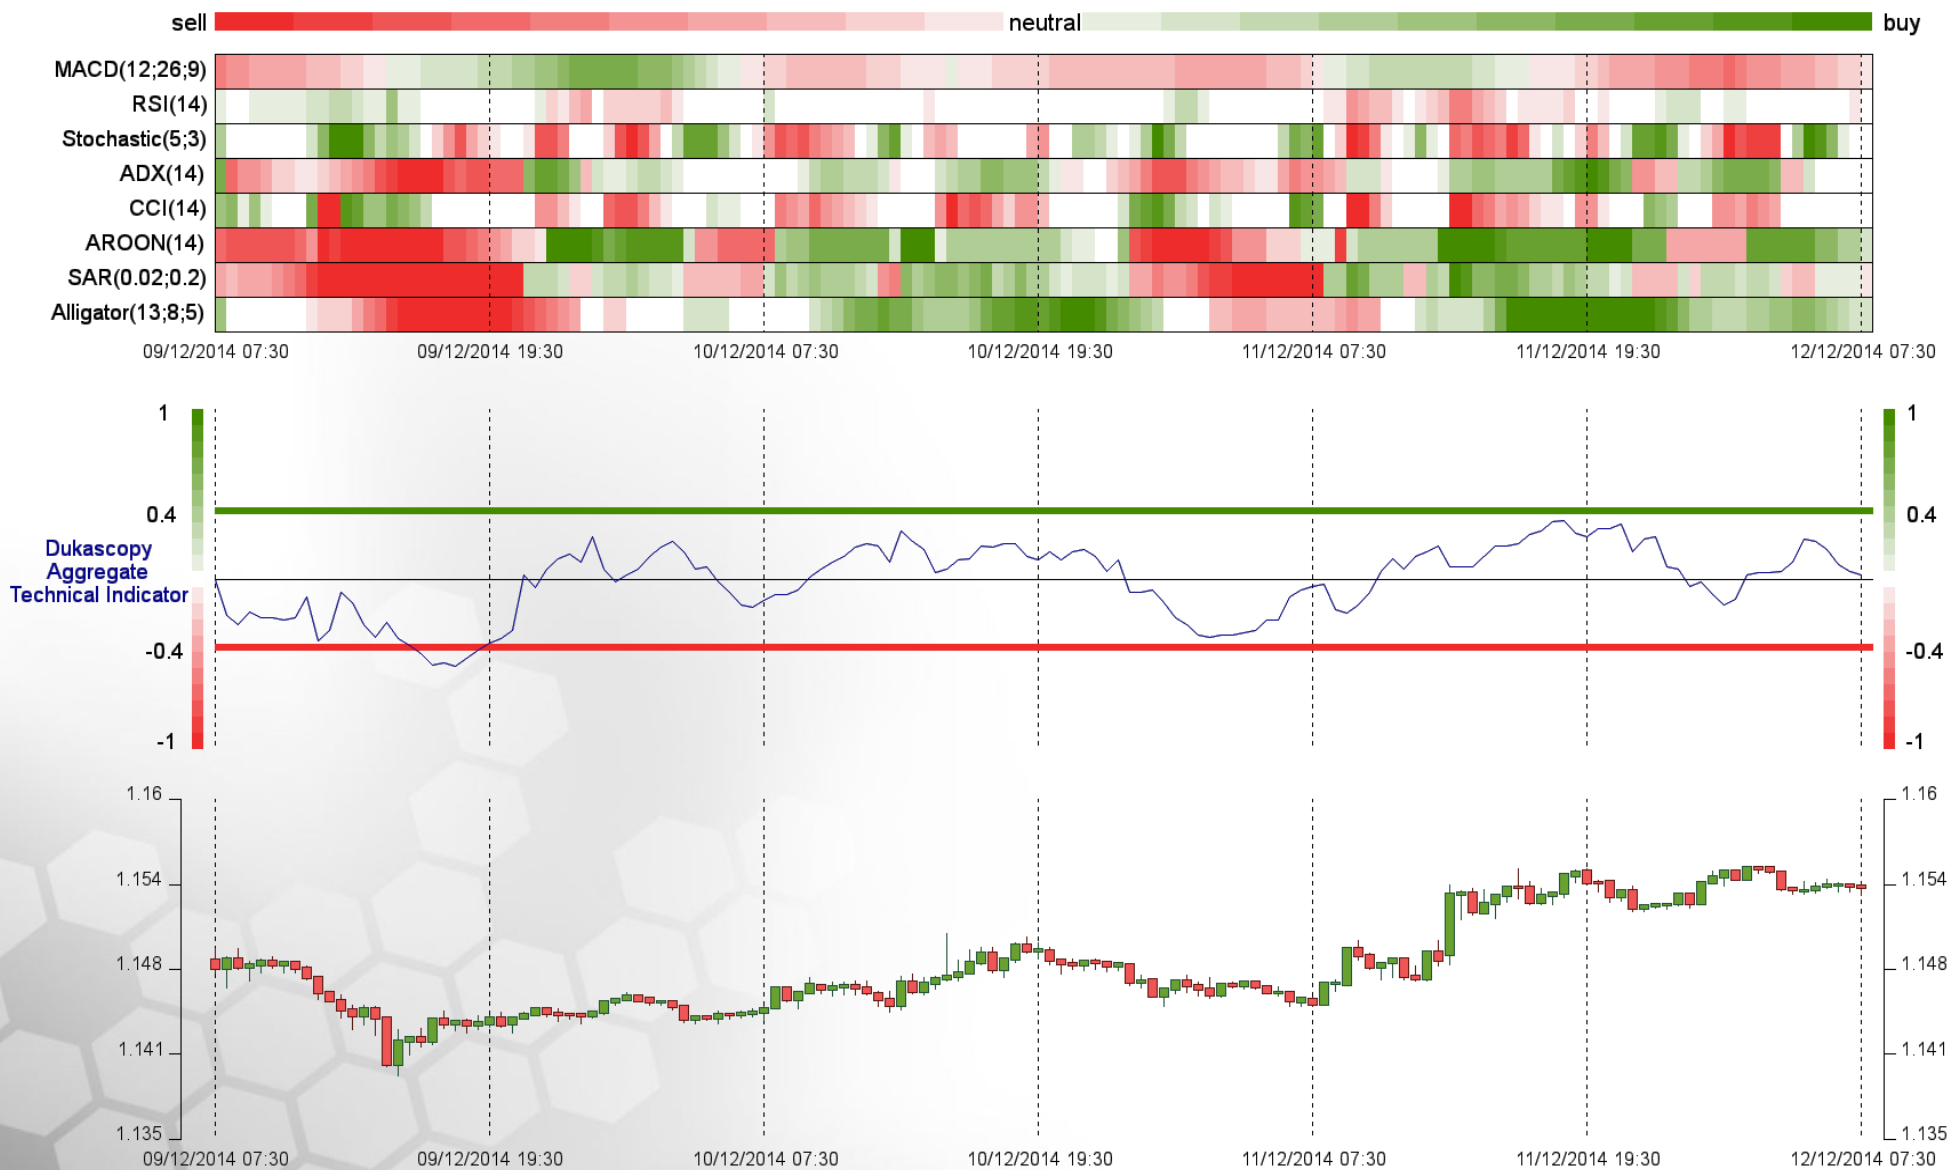 sell neutral buy
MACD(12;26;9)
RSI(14)
Stochastic(5;3)
ADX(14)
CCI(14)
AROON(14)
SAR(0.02;0.2)
Alligator(13;8;5)
09/12/2014 07:30 09/12/2014 19:30 10/12/2014 07:30 10/12/2014 19:30 11/12/2014 07:30 11/12/2014 19:30 12/12/2014 07:30
1 1
0.4 0.4
Dukascopy
Aggregate
Technical Indicator
-0.4 -0.4
-1 -1
1.16 1.16
1.154 1.154
1.148 1.148
1.141 1.141
1.135 1.135
09/12/2014 07:30 09/12/2014 19:30 10/12/2014 07:30 10/12/2014 19:30 11/12/2014 07:30 11/12/2014 19:30 12/12/2014 07:30